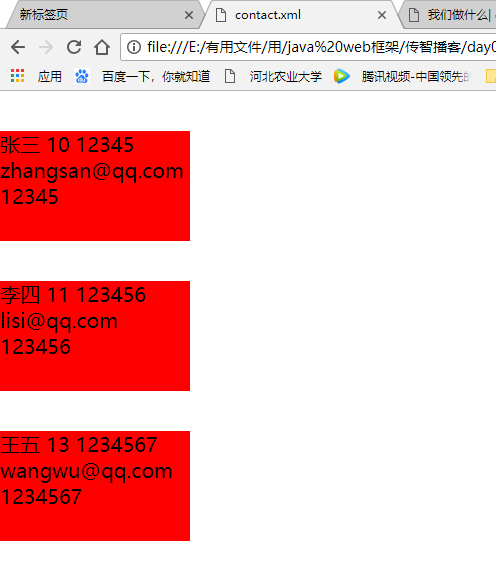 新标签页 contact.xml 我们做什么|
file:///E:/有用文件/用/java%20web框架/传智播客/day0
应用 百度一下，你就知道 河北农业大学 腾讯视频-中国领先的
张三 10 12345
zhangsan@qq.com
12345
李四 11 123456
lisi@qq.com
123456
王五 13 1234567
wangwu@qq.com
1234567